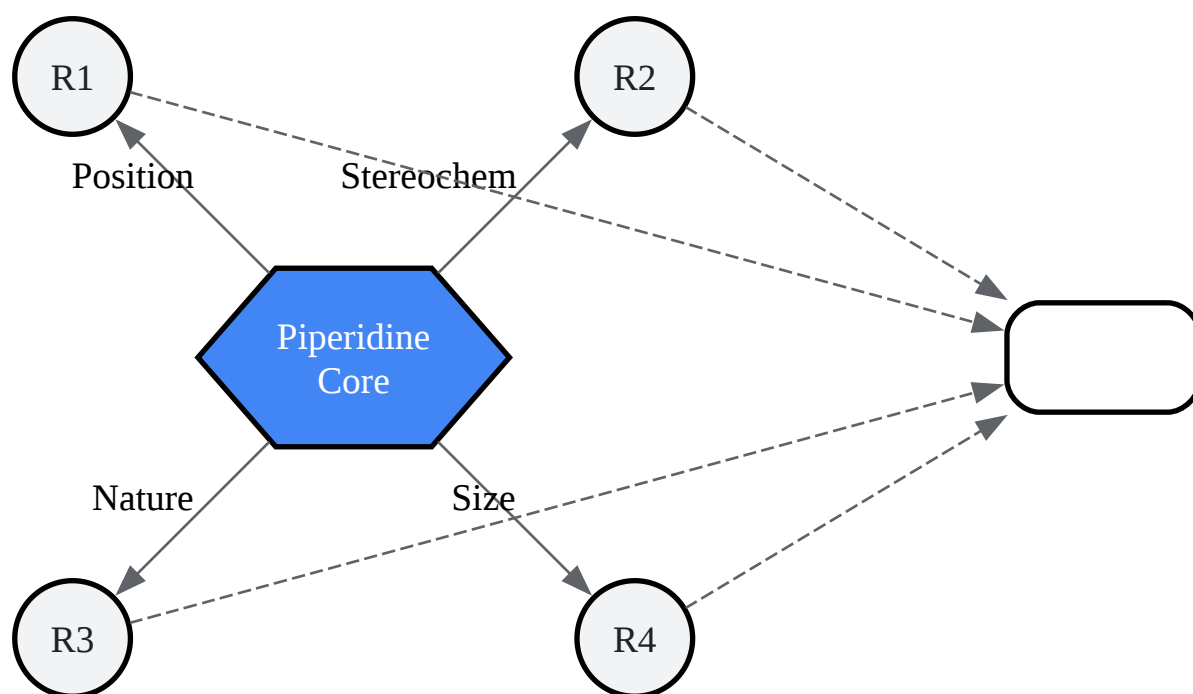 R1
R2
Position
Stereochem
Piperidine
Core
Nature
Size
R3
R4